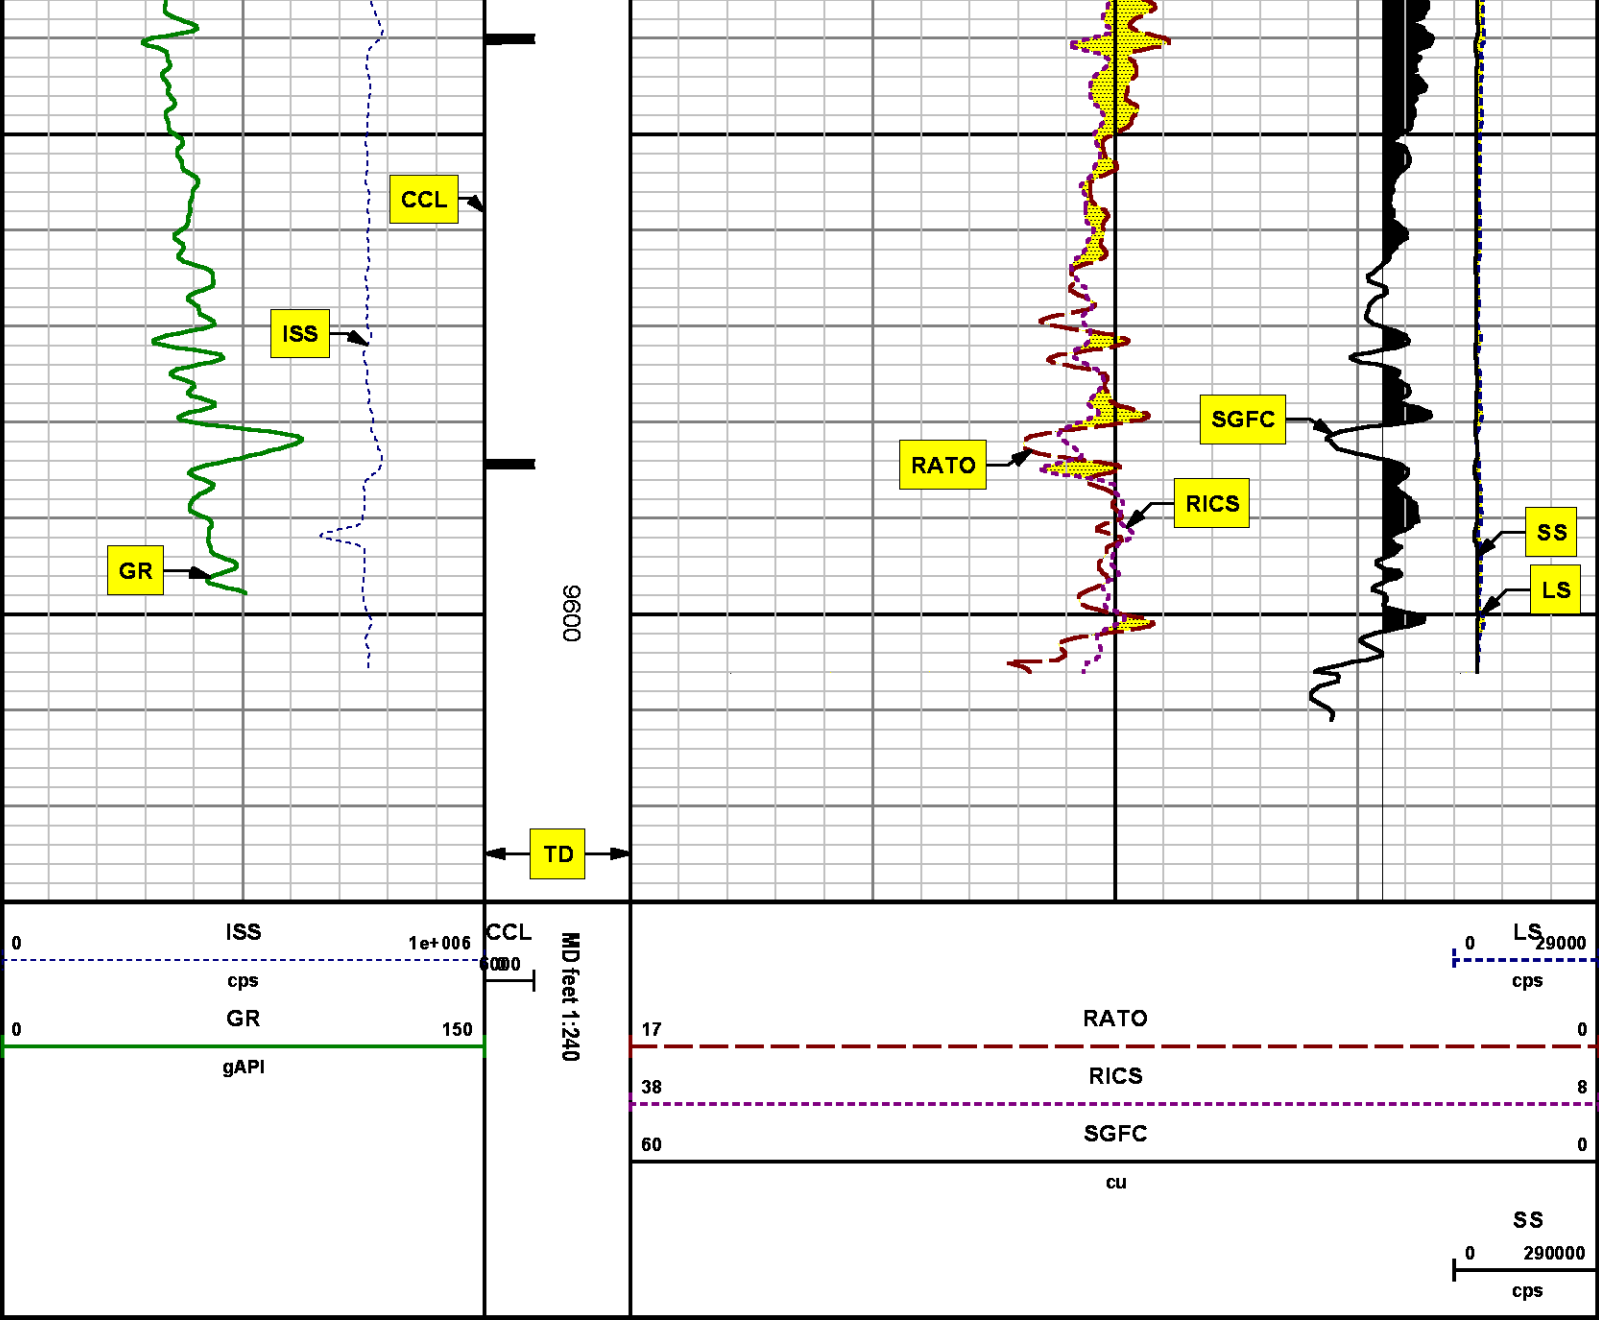 CCL
ISS
SGFC
RATO
RICS
SS
GR
LS
9600
TD
ISS
0 1e+006
cps
GR
0 150
gAPI
CCL
MD feet 1:240
LS
0 29000
cps
RATO
17 0
RICS
38 8
SGFC
60 0
cu
SS
0 290000
cps